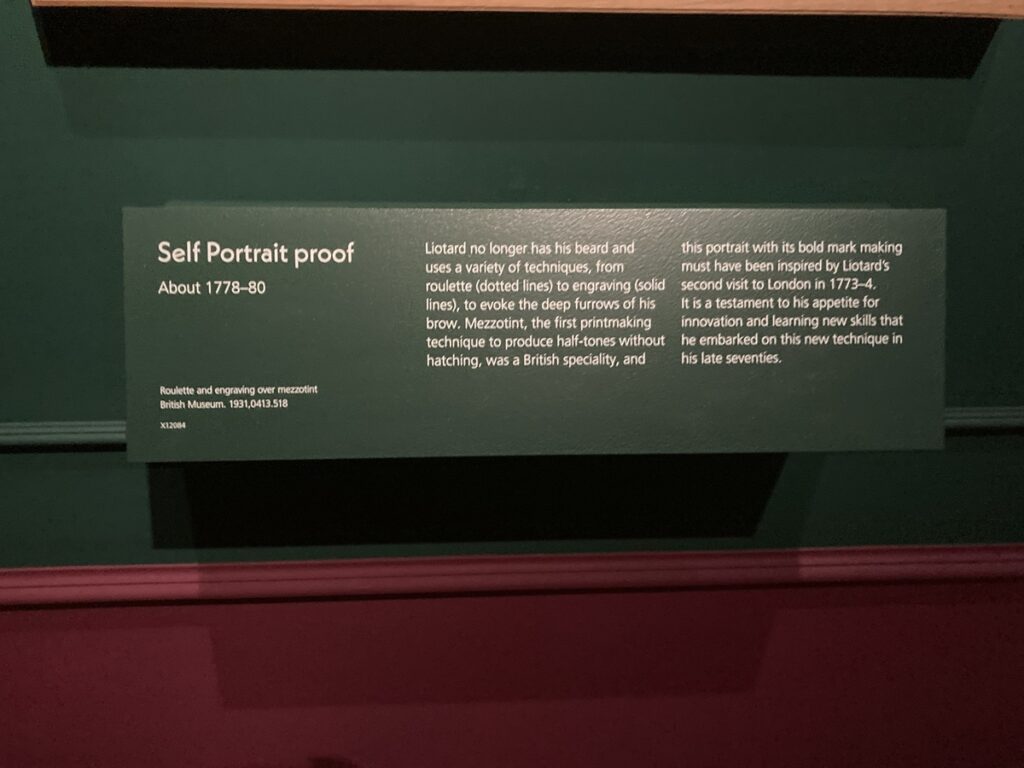 Self Portrait proof
About 1778–80
Roulette and engraving over mezzotint
British Museum. 1931,0413.518
X12084
Liotard no longer has his beard and
uses a variety of techniques, from
roulette (dotted lines) to engraving (solid
lines), to evoke the deep furrows of his
brow. Mezzotint, the first printmaking
technique to produce half-tones without
hatching, was a British speciality, and
this portrait with its bold mark making
must have been inspired by Liotard's
second visit to London in 1773–4.
It is a testament to his appetite for
innovation and learning new skills that
he embarked on this new technique in
his late seventies.